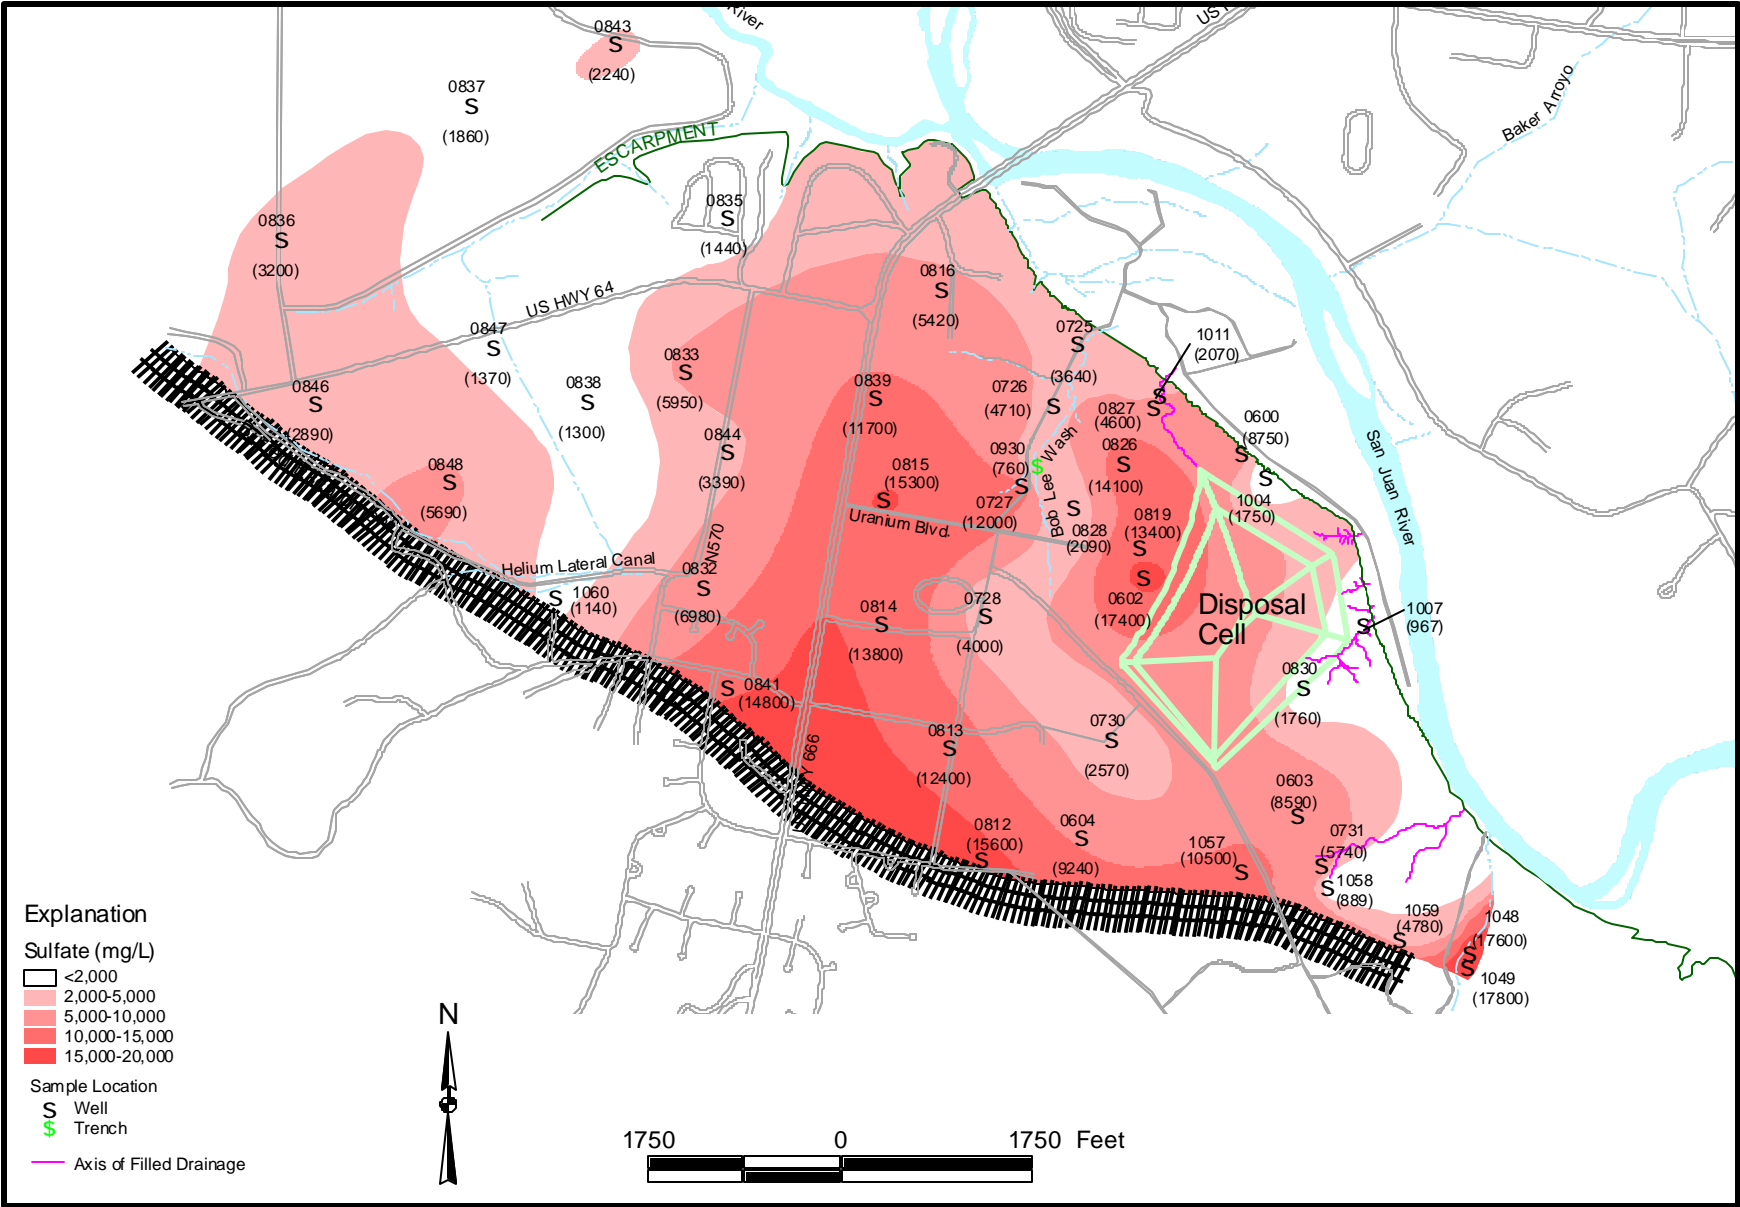 River
US
0843
S
(2240)
0837
S
(1860)
Baker Arroyo
ESCARPMENT
0835
S
(1440)
0836
S
(3200)
0816
S
(5420)
US HWY 64
0847
S
(1370)
0725
S
(3640)
1011
(2070)
S
0833
S
(5950)
0838
S
(1300)
0846
S
(2890)
0839
S
(11700)
0726
(4710)
S
0827
(4600)
S
0600
(8750)
S
0844
S
(3390)
0826
S
(14100)
0930
(760)
$
Bob Lee Wash
0848
S
(5690)
0815
(15300)
S
0727
(12000)
S
S
1004
(1750)
S
0828
(2090)
0819
(13400)
S
Uranium Blvd.
San Juan River
N570
Helium Lateral Canal
0832
S
(6980)
1060
(1140)
S
0814
S
(13800)
0728
S
(4000)
S
0602
(17400)
Disposal
Cell
1007
(967)
S
0830
S
(1760)
0841
(14800)
S
0813
S
(12400)
0730
S
(2570)
Y 666
0603
(8590)
S
0812
(15600)
S
0604
S
(9240)
1057
(10500)
S
0731
(5740)
S
1058
(889)
S
1059
(4780)
S
1048
(17600)
S
S
1049
(17800)
Explanation
Sulfate (mg/L)
<2,000
2,000-5,000
5,000-10,000
10,000-15,000
15,000-20,000
Sample Location
S Well
$ Trench
Axis of Filled Drainage
N
1750 0 1750 Feet